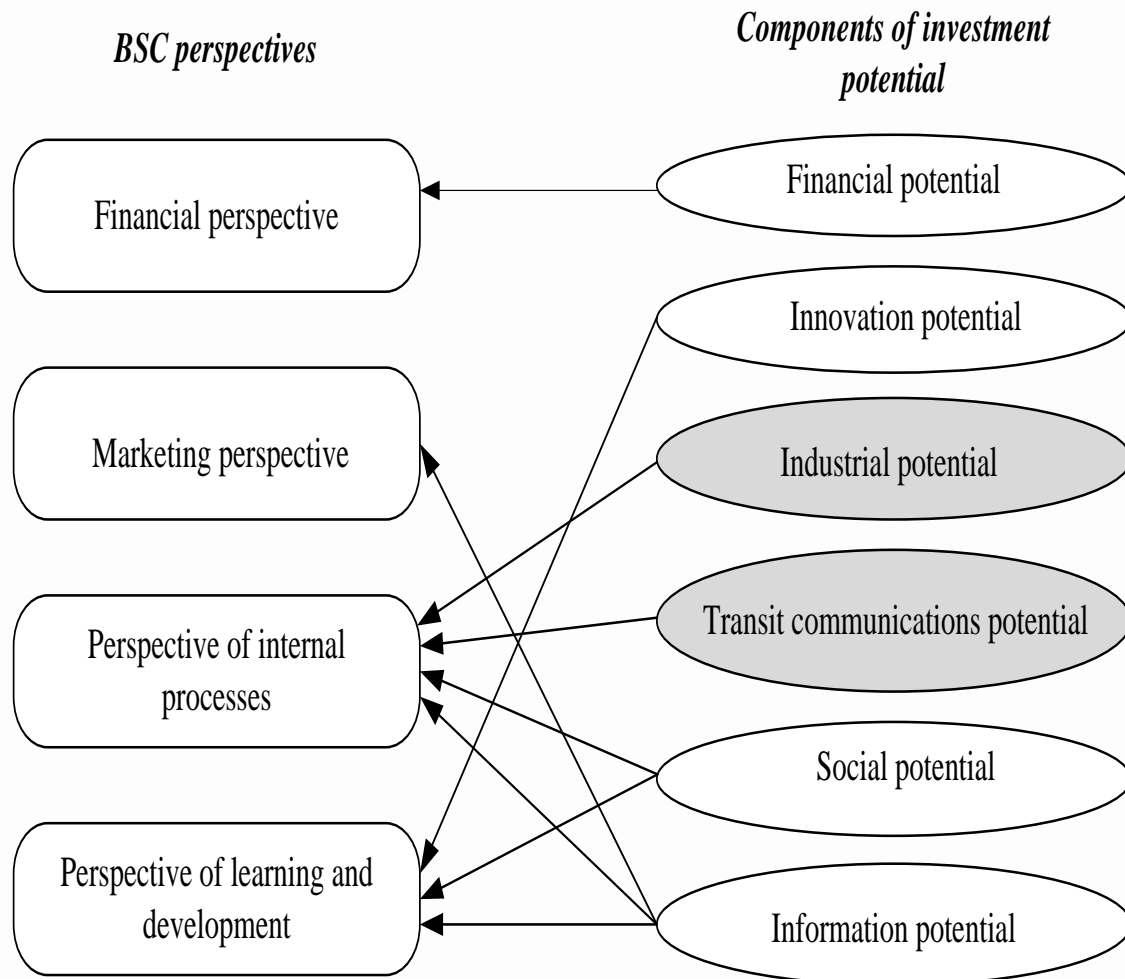 BSC perspectives
Components of investment
potential
Financial perspective
Marketing perspective
Perspective of internal
processes
Perspective of learning and
development
Financial potential
Innovation potential
Industrial potential
Transit communications potential
Social potential
Information potential